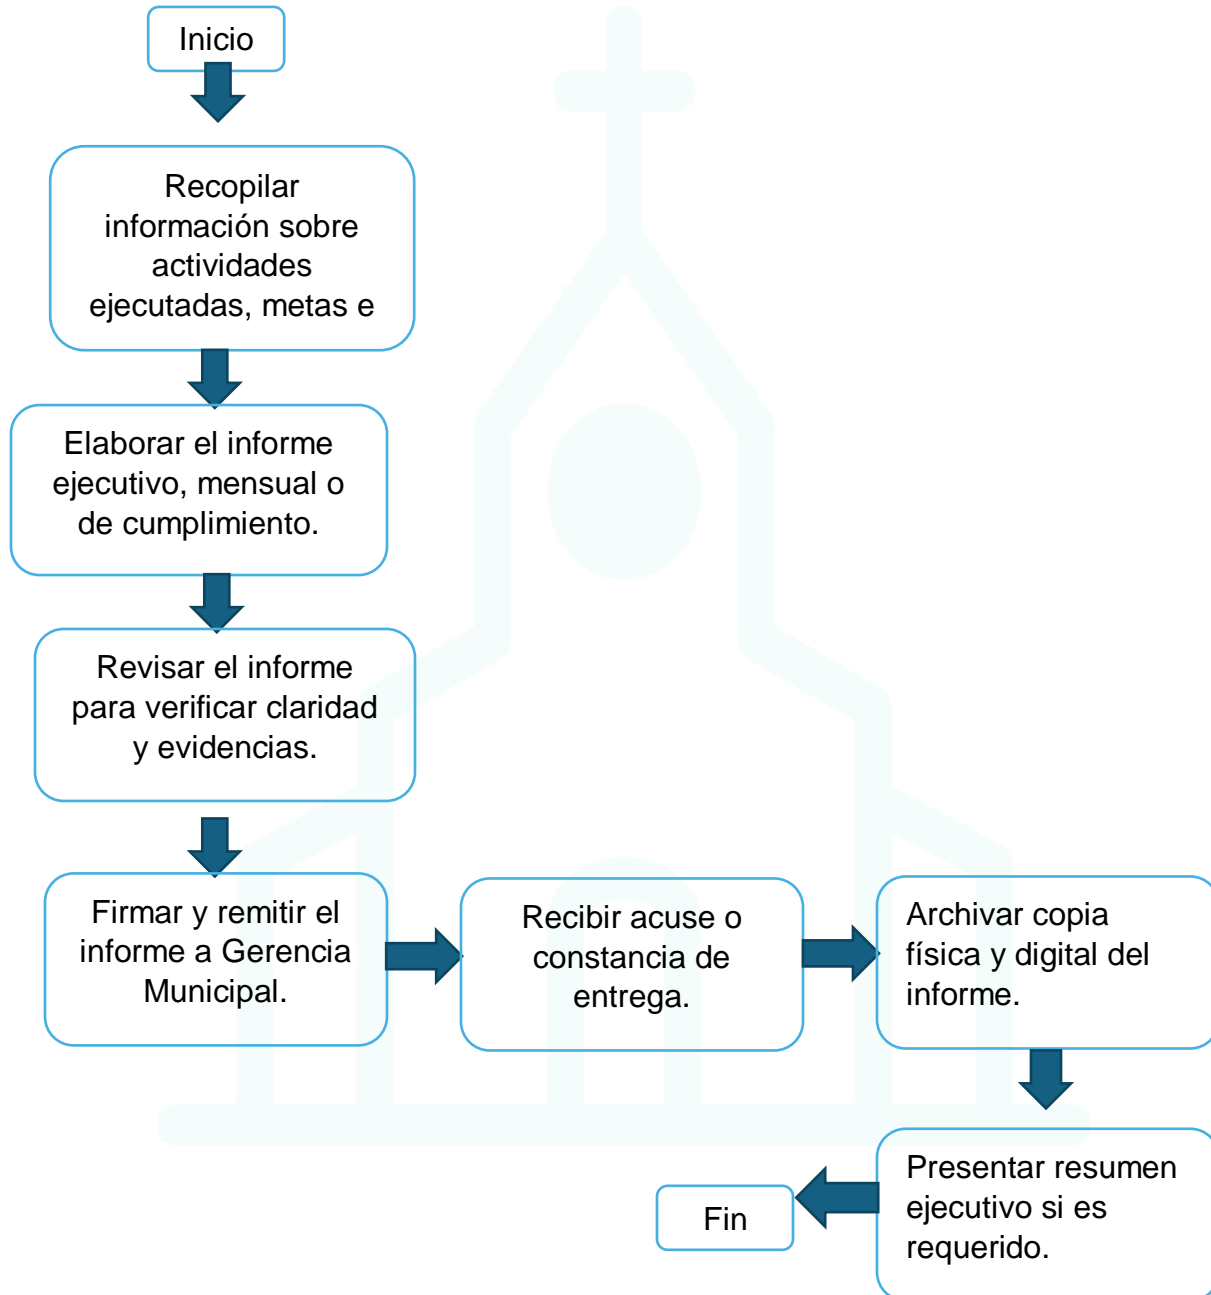 Inicio
Recopilar
información sobre
actividades
ejecutadas, metas e
Elaborar el informe
ejecutivo, mensual o
de cumplimiento.
Revisar el informe
para verificar claridad
y evidencias.
Firmar y remitir el
informe a Gerencia
Municipal.
Recibir acuse o
constancia de
entrega.
Archivar copia
física y digital del
informe.
Presentar resumen
ejecutivo si es
requerido.
Fin